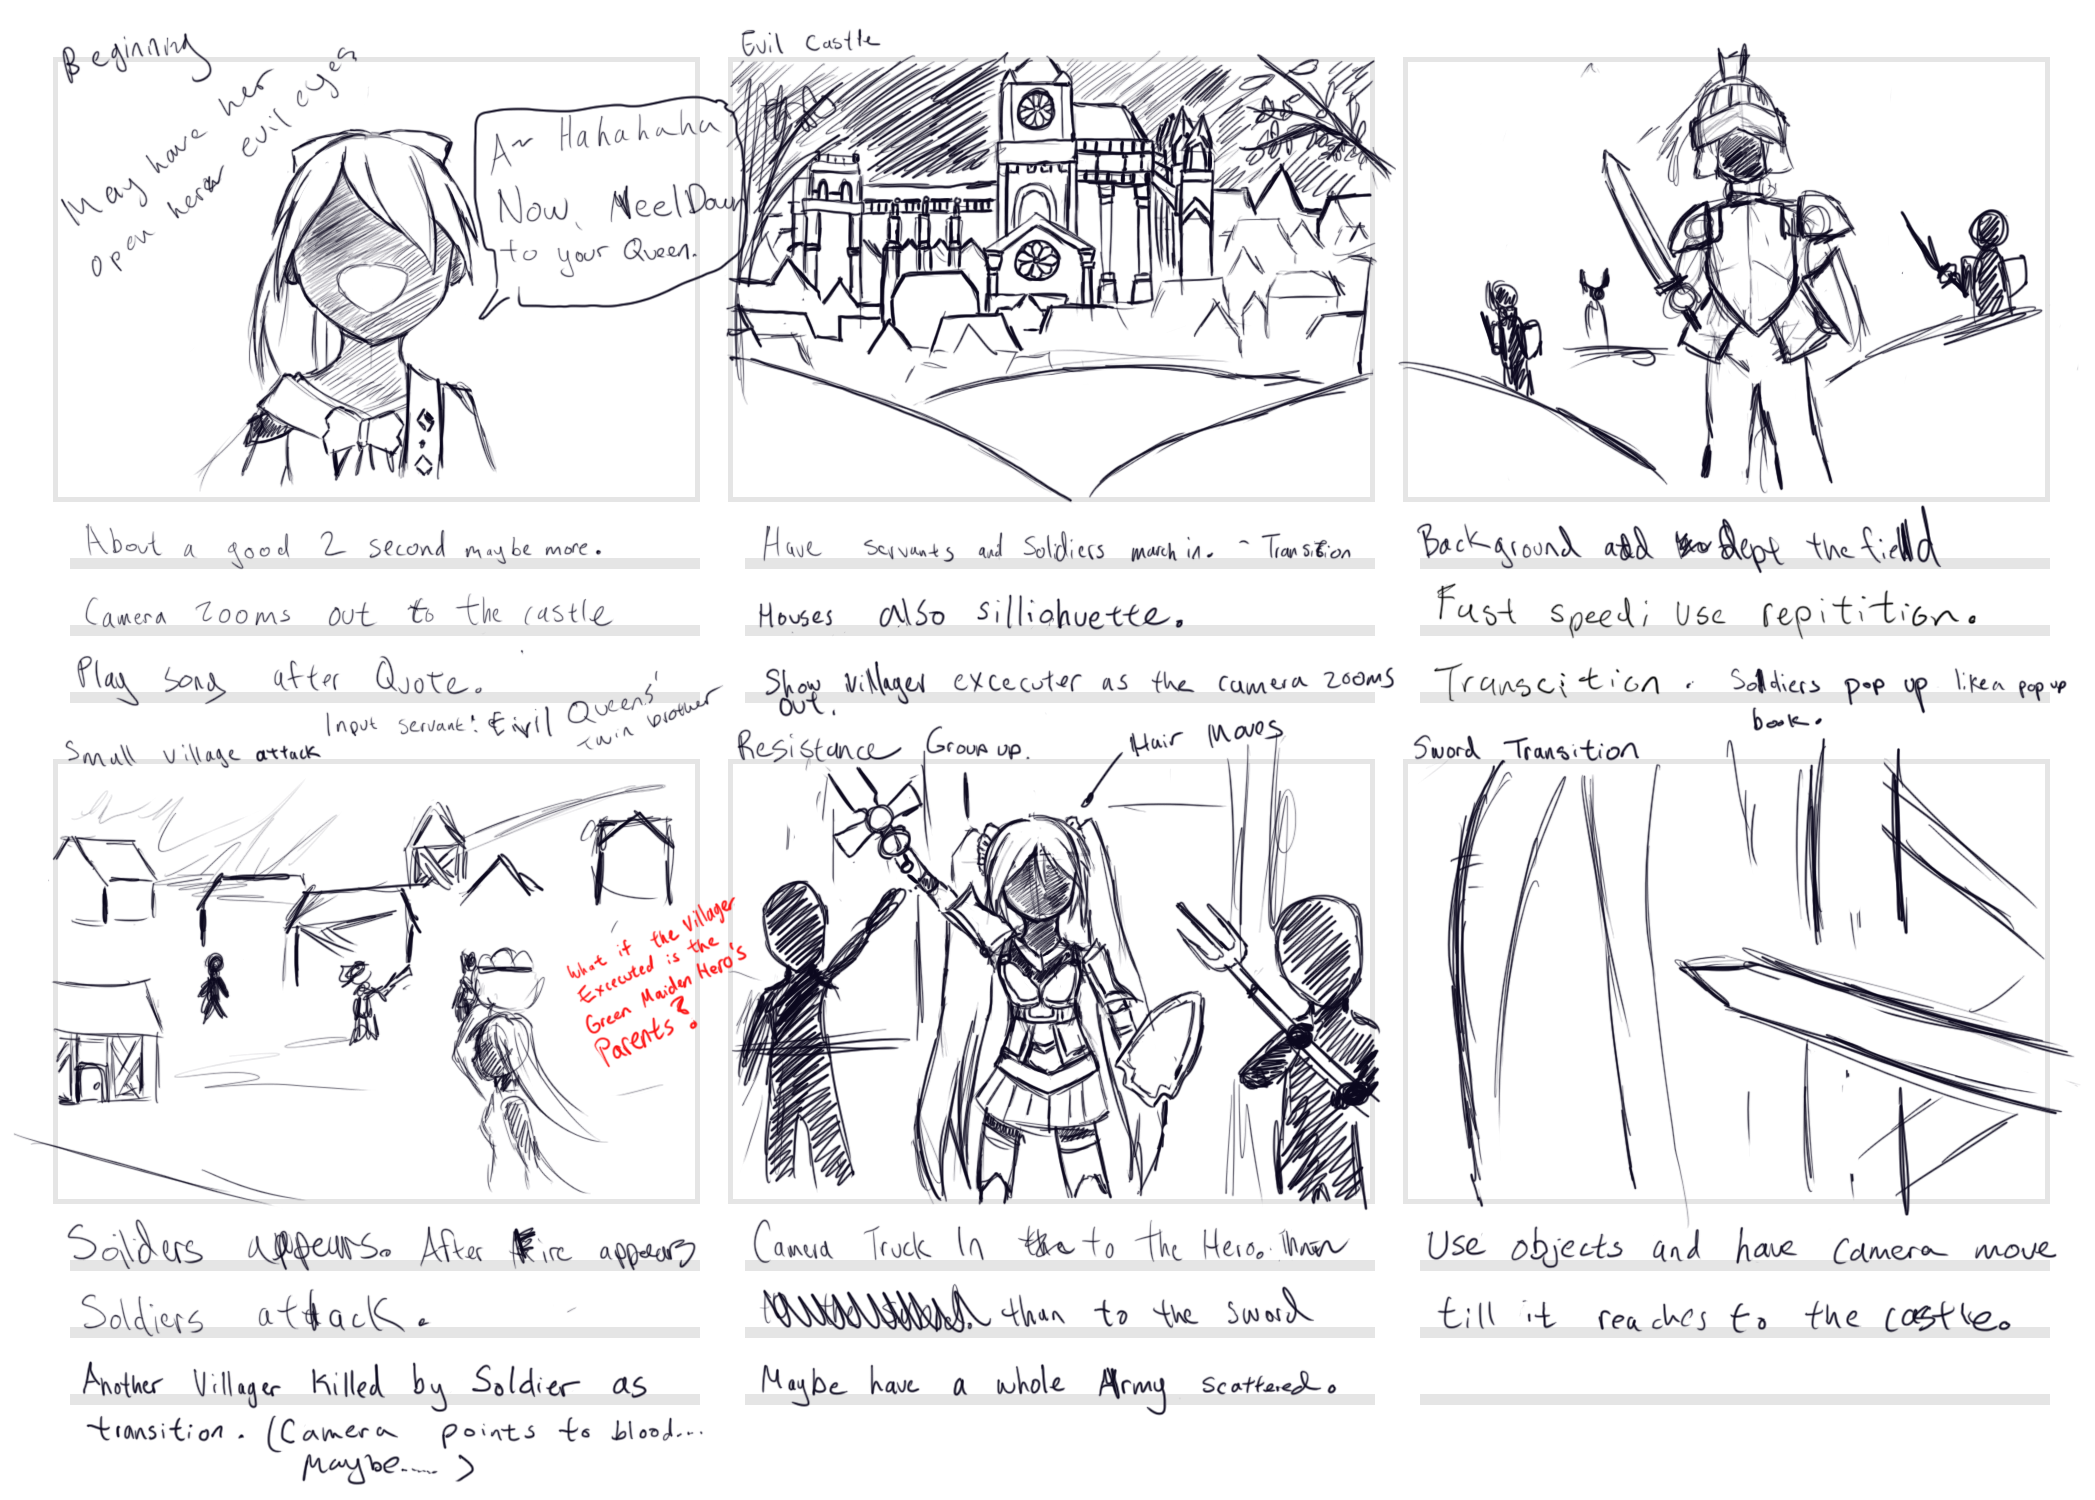 Beginning
May have her
open her evil eyes
A~ Hahahaha
Now, Neel Down
to your Queen.
About a good 2 second maybe more.
Camera zooms out to the castle
Play song after Quote.
Input servant: Evil Queens'
twin brother
Evil Castle
Have servants and Soldiers march in. - Transition
Houses also silliohuette.
Show villager excecuter as the camera zooms
out.
Background add dept the field
Fast speed; Use repitition.
Transcition. Soldiers pop up like a pop up
book.
Small village attack
What if the Villager
Excecuted is the
Green Maiden Hero's
Parents?
Soilders appears. After Fire appears
Soldiers attack.
Another Villager Killed by Soldier as
transition. (Camera points to blood...
Maybe......)
Resistance Group up.
Hair Moves
Camera Truck In to the Hero.
than to the sword
Maybe have a whole Army scattered.
Sword Transition
Use objects and have camera move
till it reaches to the castle.